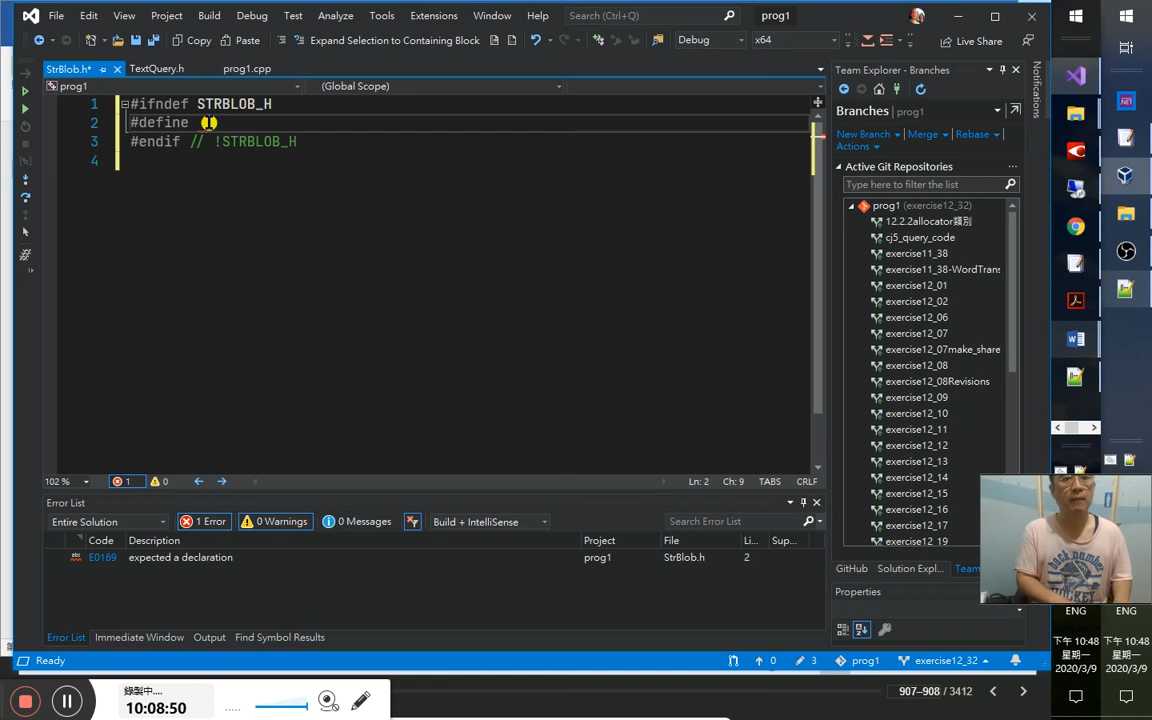 File Edit View Project Build Debug Test Analyze Tools Extensions Window Help Search (Ctrl+Q) prog1
Copy Paste Expand Selection to Containing Block Debug x64 Live Share
StrBlob.h* TextQuery.h prog1.cpp
prog1 (Global Scope)
1 #ifndef STRBLOB_H
2 #define
3 #endif // !STRBLOB_H
4
102 % 1 0 Ln: 2 Ch: 9 TABS CRLF
Error List
Entire Solution 1 Error 0 Warnings 0 Messages Build + IntelliSense Search Error List
Code Description Project File Li... Sup...
abc E0169 expected a declaration prog1 StrBlob.h 2
Error List Immediate Window Output Find Symbol Results
Team Explorer - Branches
Branches prog1
New Branch Merge Rebase
Actions
Active Git Repositories
Type here to filter the list
prog1 (exercise12_32)
12.2.2allocator類別
cj5_query_code
exercise11_38
exercise11_38-WordTrans
exercise12_01
exercise12_02
exercise12_06
exercise12_07
exercise12_07make_share
exercise12_08
exercise12_08Revisions
exercise12_09
exercise12_10
exercise12_11
exercise12_12
exercise12_13
exercise12_14
exercise12_15
exercise12_16
exercise12_17
exercise12_19
GitHub Solution Expl... Team
Properties
Notifications
.NET
Ready 0 3 prog1 exercise12_32
back number
HOCKEY
ENG ENG
下午 10:48 下午 10:48
星期一 星期一
2020/3/9 2020/3/9
錄製中....
10:08:50
907–908 / 3412